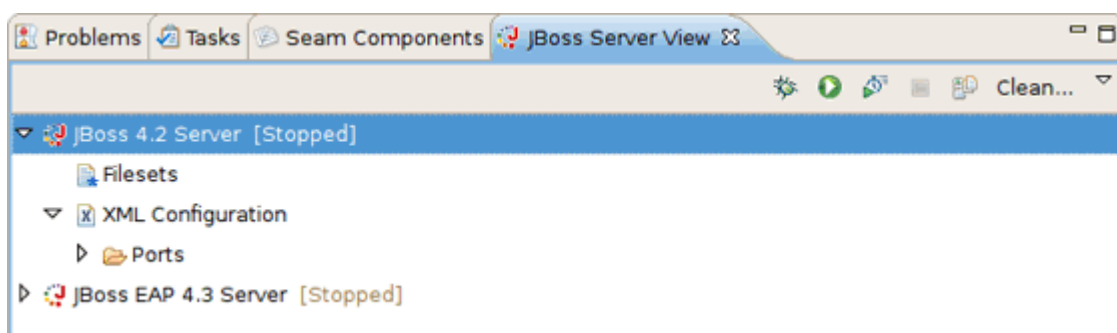 Problems Tasks Seam Components JBoss Server View
Clean...
JBoss 4.2 Server [Stopped]
Filesets
XML Configuration
Ports
JBoss EAP 4.3 Server [Stopped]